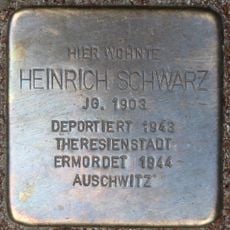 HIER WOHNTE
HEINRICH SCHWARZ
JG. 1903
DEPORTIERT 1943
THERESIENSTADT
ERMORDET 1944
AUSCHWITZ